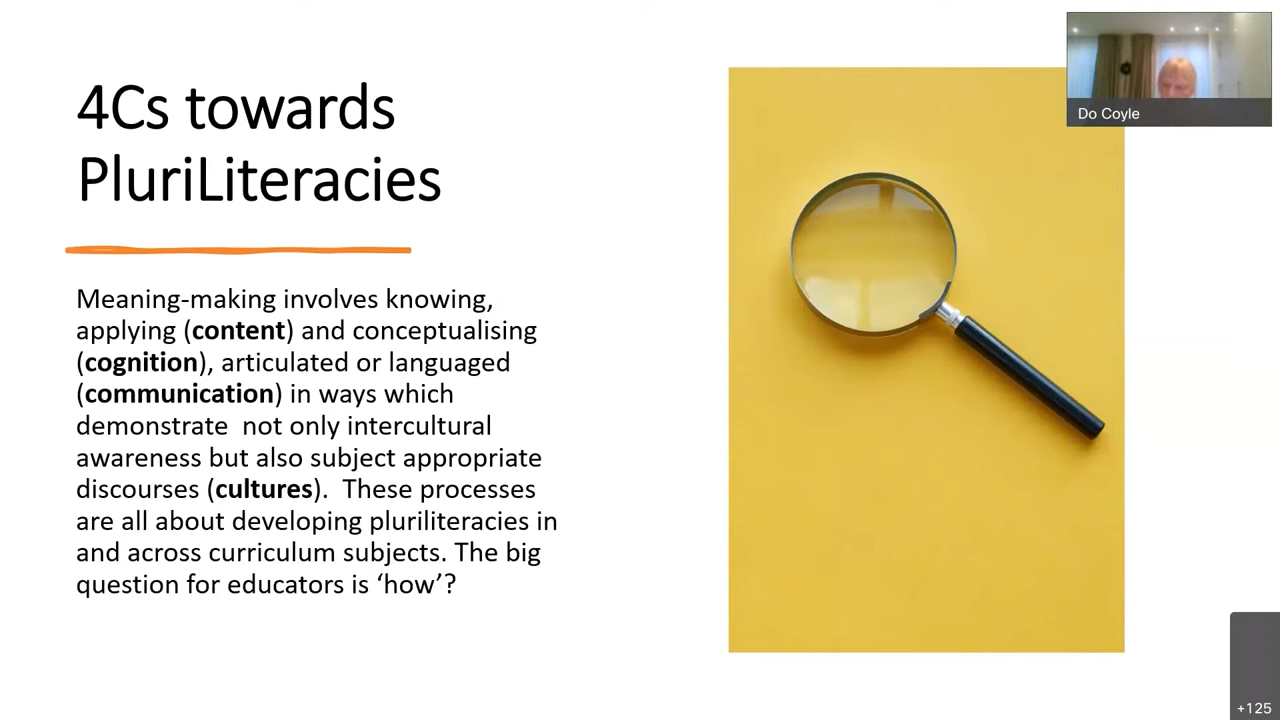 4Cs towards
PluriLiteracies
Meaning-making involves knowing,
applying (content) and conceptualising
(cognition), articulated or languaged
(communication) in ways which
demonstrate  not only intercultural
awareness but also subject appropriate
discourses (cultures).  These processes
are all about developing pluriliteracies in
and across curriculum subjects. The big
question for educators is ‘how’?
Do Coyle
+125